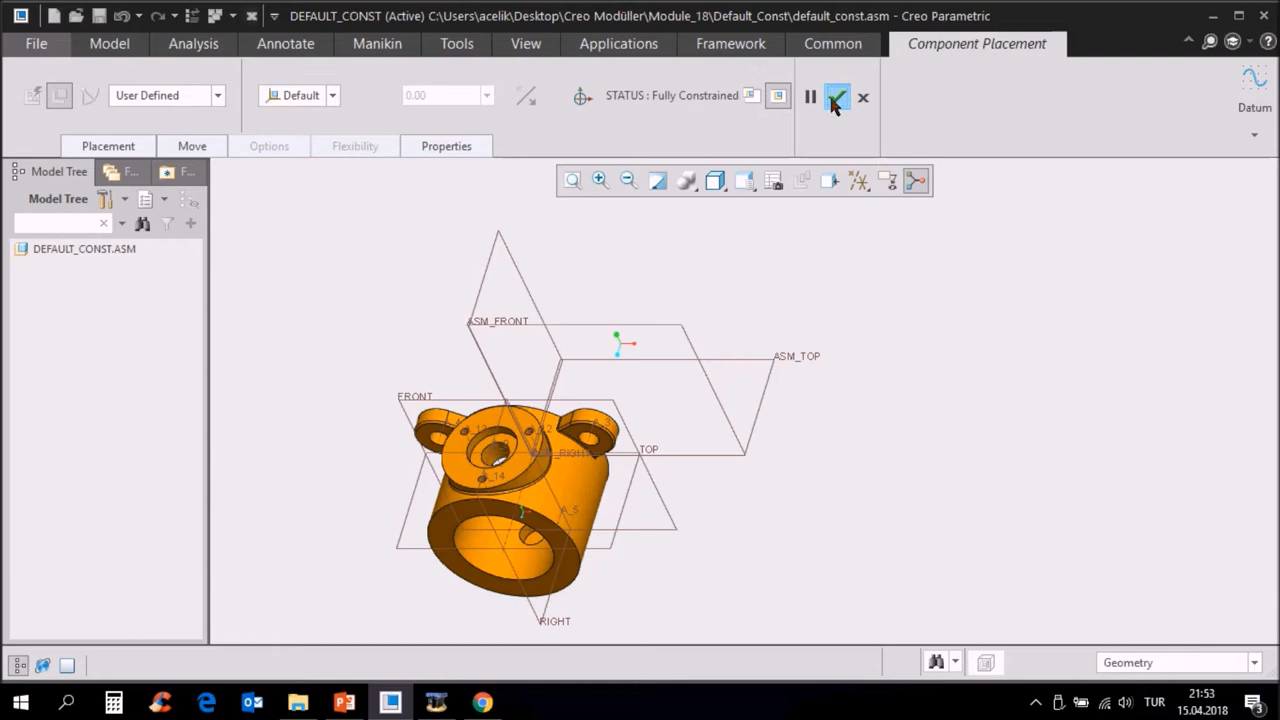 DEFAULT_CONST (Active) C:\Users\acelik\Desktop\Creo Modüller\Module_18\Default_Const\default_const.asm - Creo Parametric
File Model Analysis Annotate Manikin Tools View Applications Framework Common Component Placement
User Defined Default 0.00 STATUS : Fully Constrained
Datum
Placement Move Options Flexibility Properties
Model Tree F... F...
Model Tree
DEFAULT_CONST.ASM
ASM_FRONT
ASM_TOP
FRONT
TOP
A_14
A_5
RIGHT
Geometry
TUR
21:53
15.04.2018
3